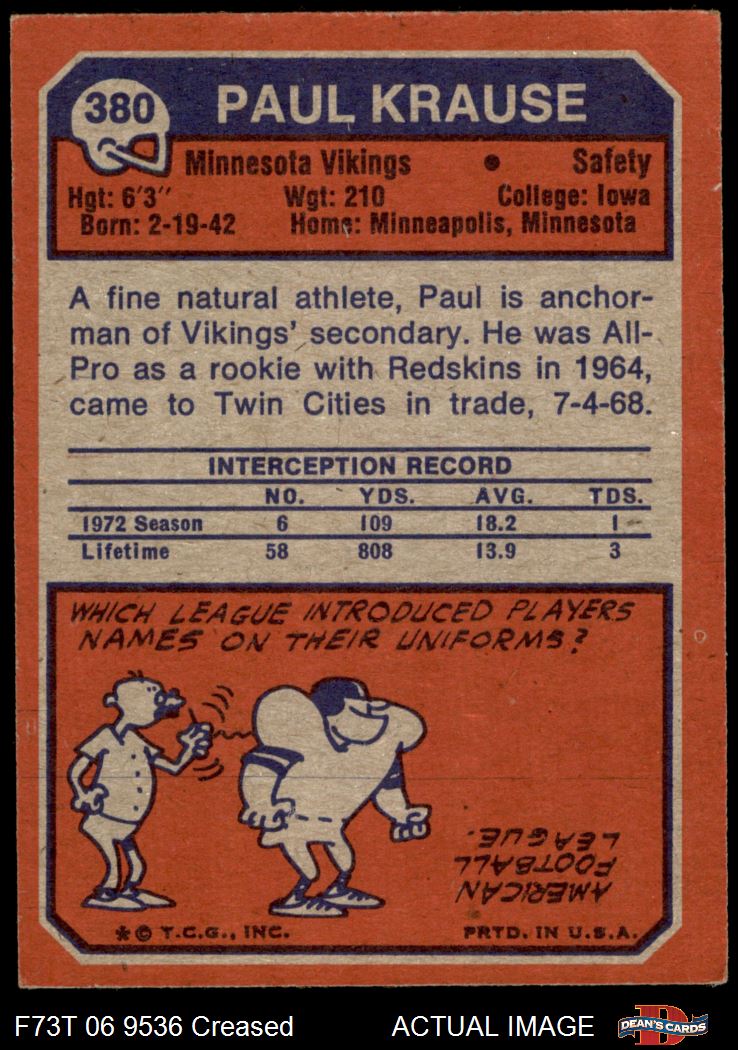 380 PAUL KRAUSE
Minnesota Vikings • Safety
Hgt: 6'3" Wgt: 210 College: Iowa
Born: 2-19-42 Home: Minneapolis, Minnesota
A fine natural athlete, Paul is anchor-
man of Vikings' secondary. He was All-
Pro as a rookie with Redskins in 1964,
came to Twin Cities in trade, 7-4-68.
INTERCEPTION RECORD
NO. YDS. AVG. TDS.
1972 Season 6 109 18.2 1
Lifetime 58 808 13.9 3
WHICH LEAGUE INTRODUCED PLAYERS
NAMES ON THEIR UNIFORMS?
AMERICAN
FOOTBALL
LEAGUE.
* © T.C.G., INC. PRTD. IN U.S.A.
F73T 06 9536 Creased ACTUAL IMAGE
D
DEAN'S CARDS